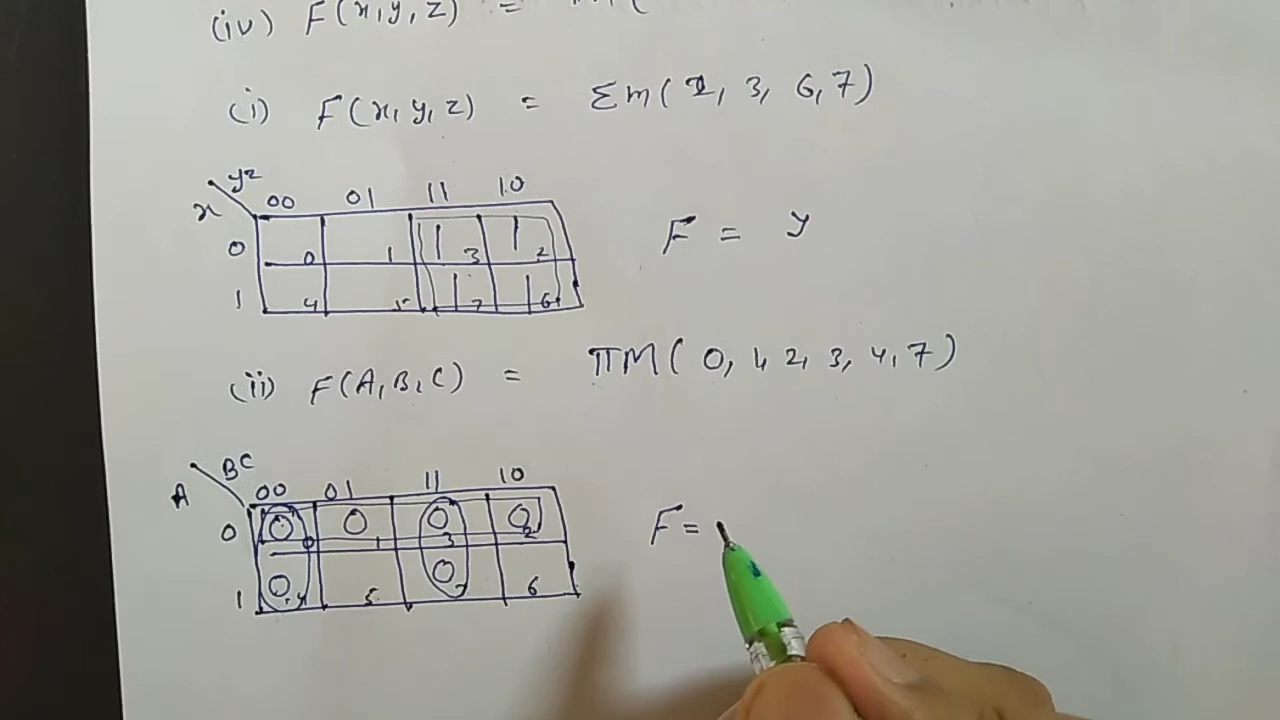 (iv) F(x,y,z) = πM(
(i) F(x,y,z) = Σm(2, 3, 6,7)
yz
x
00 01 11 10
0 0 1 1 3 1 2
1 4 5 1 7 1 6
F = y
(ii) F(A,B,C) = πM( 0, 1, 2, 3, 4, 7 )
BC
A
00 01 11 10
0 0 0 0 1 0 3 0 2
1 0 4 5 0 7 6
F =